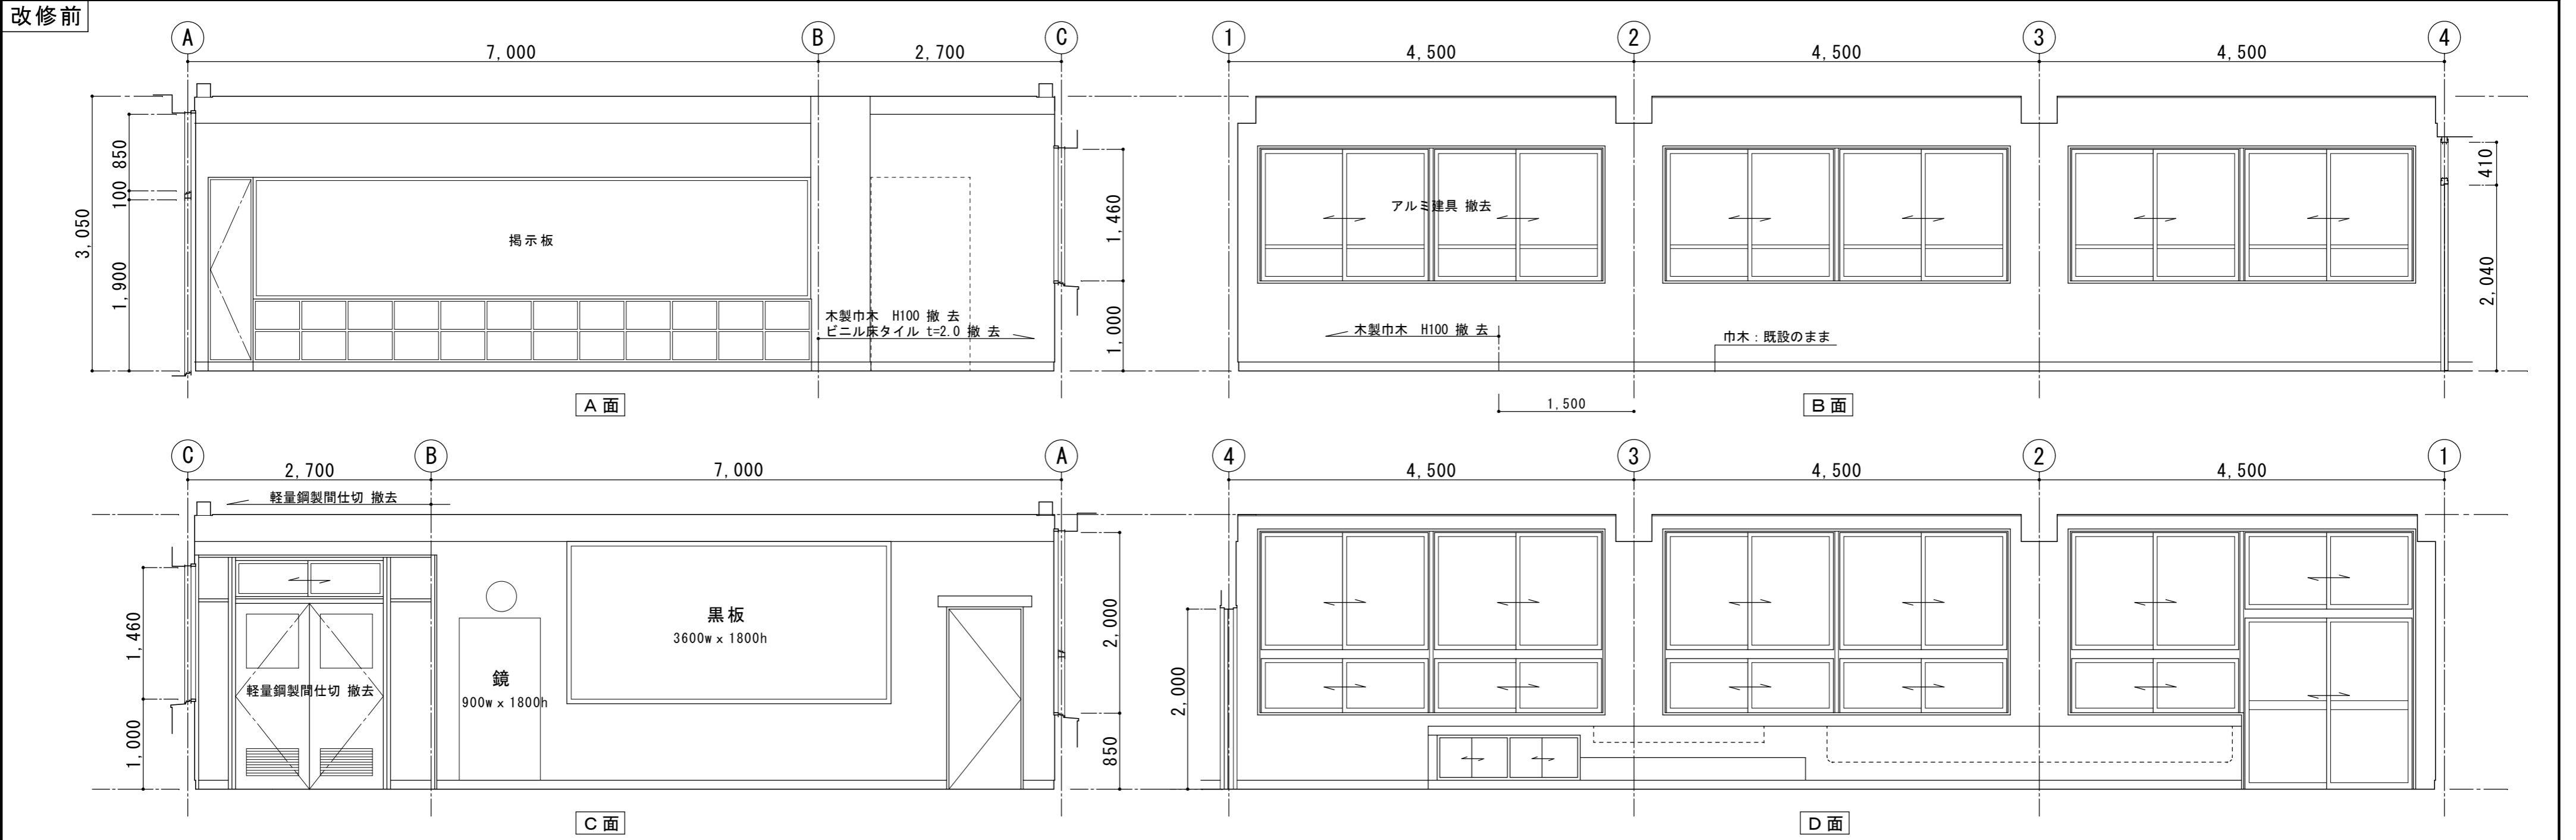 改修前
A B C
7,000 2,700
3,050
850
100
1,900
掲示板
木製巾木 H100 撤 去
ビニル床タイル t=2.0 撤 去
1,460
1,000
A 面
1 2 3 4
4,500 4,500 4,500
アルミ建具 撤去
木製巾木 H100 撤 去
巾木：既設のまま
1,500
410
2,040
B 面
C B A
2,700 7,000
軽量鋼製間仕切 撤去
1,460
1,000
軽量鋼製間仕切 撤去
鏡
900w x 1800h
黒板
3600w x 1800h
2,000
850
C 面
4 3 2 1
4,500 4,500 4,500
2,000
D 面